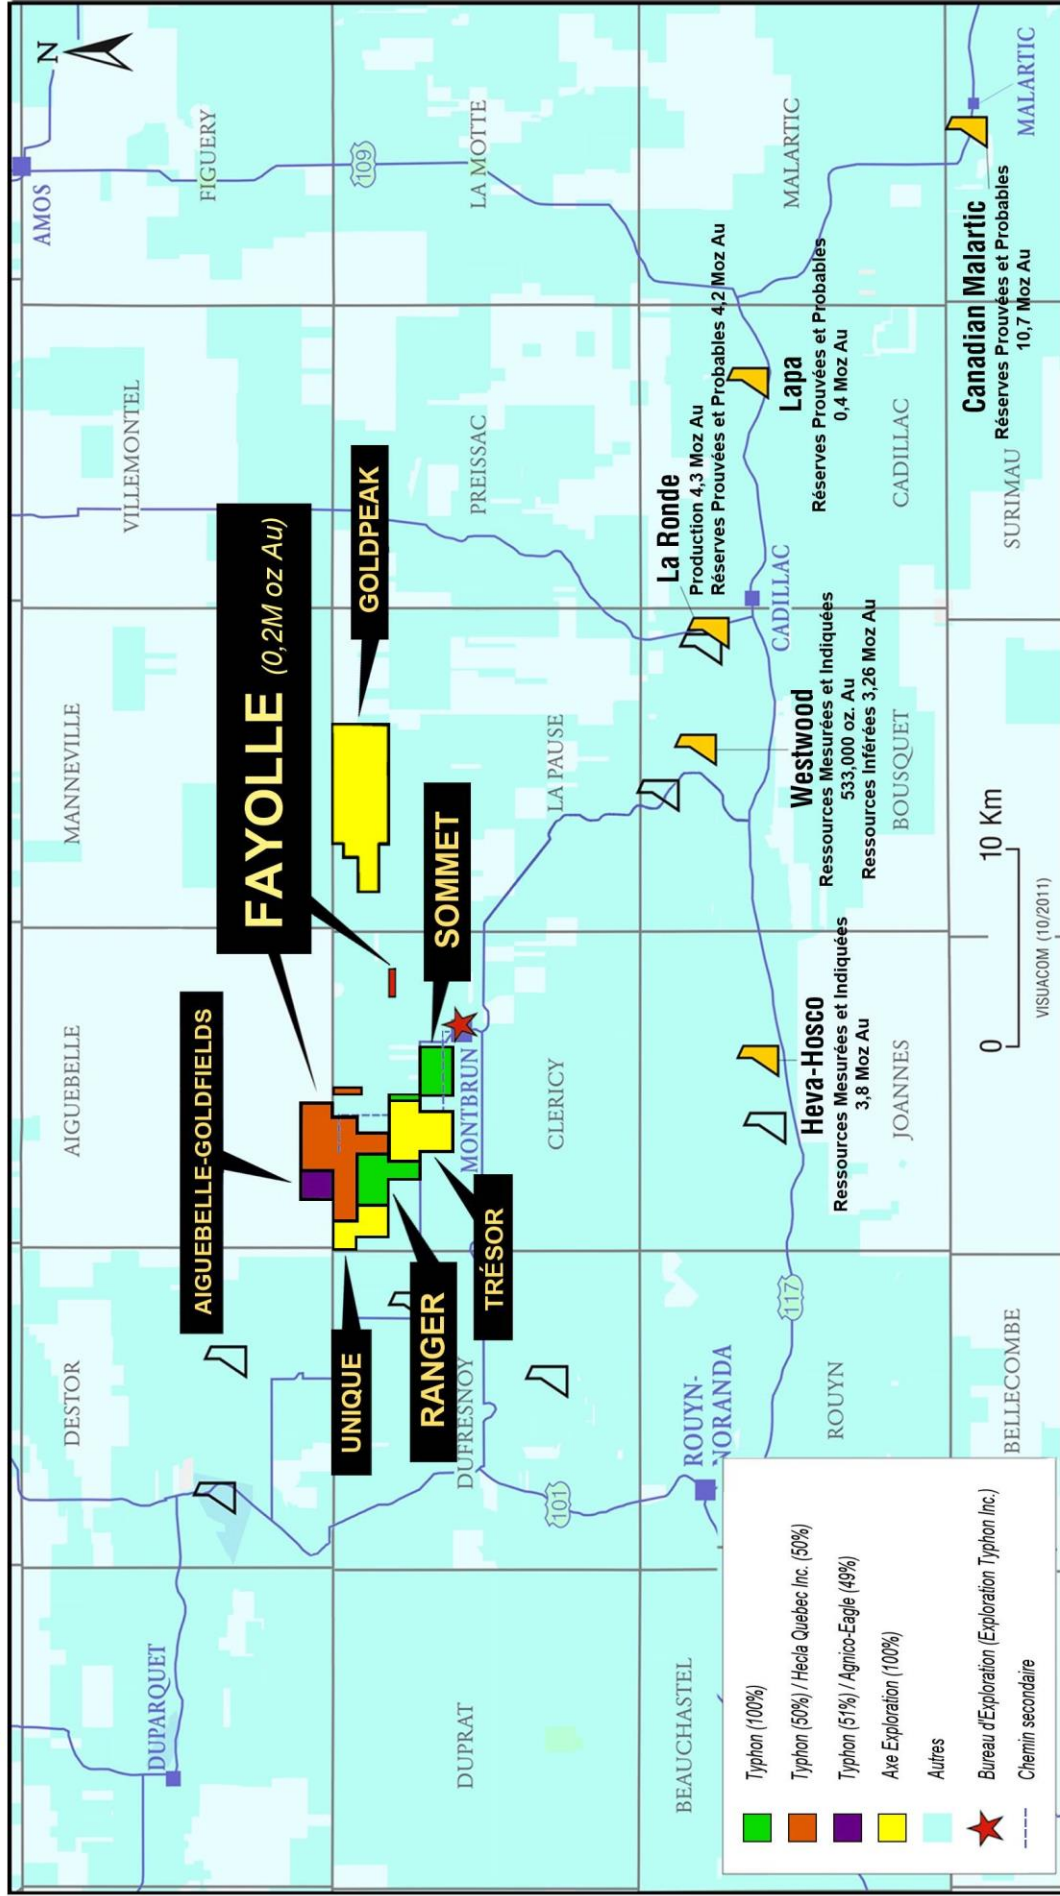 N
AMOS
FIGUERY
109
LA MOTTE
MALARTIC
MALARTIC
VILLEMONTEL
PREISSAC
CADILLAC
SURIMAU
MANNEVILLE
LA PAUSE
CADILLAC
BOUSQUET
AIGUEBELLE
MONTBRUN
CLERICY
JOANNES
DESTOR
DUFRESNOY
101
117
ROUYN-
NORANDA
ROUYN
BELLECOMBE
DUPARQUET
DUPRAT
BEAUCHASTEL
FAYOLLE (0,2M oz Au)
GOLDPEAK
SOMMET
AIGUEBELLE-GOLDFIELDS
UNIQUE
RANGER
TRÉSOR
La Ronde
Production 4,3 Moz Au
Réserves Prouvées et Probables 4,2 Moz Au
Lapa
Réserves Prouvées et Probables
0,4 Moz Au
Canadian Malartic
Réserves Prouvées et Probables
10,7 Moz Au
Westwood
Ressources Mesurées et Indiquées
533,000 oz. Au
Ressources Inférées 3,26 Moz Au
Heva-Hosco
Ressources Mesurées et Indiquées
3,8 Moz Au
0 10 Km
VISUACOM (10/2011)
Typhon (100%)
Typhon (50%) / Hecla Quebec Inc. (50%)
Typhon (51%) / Agnico-Eagle (49%)
Axe Exploration (100%)
Autres
Bureau d'Exploration (Exploration Typhon Inc.)
Chemin secondaire